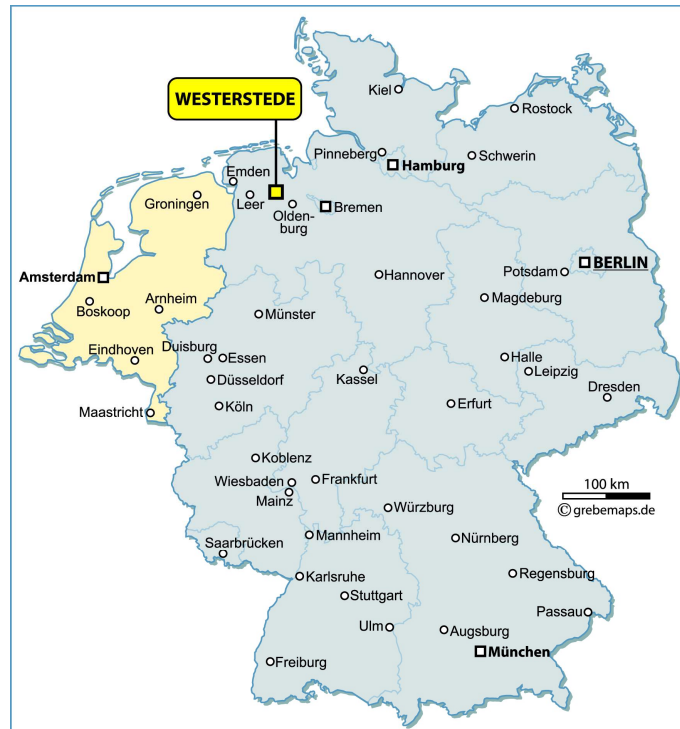 Kiel
Rostock
WESTERSTEDE
Pinneberg
Hamburg
Schwerin
Emden
Groningen
Leer
Olden-
burg
Bremen
BERLIN
Potsdam
Amsterdam
Hannover
Magdeburg
Boskoop
Arnheim
Münster
Eindhoven
Duisburg
Essen
Halle
Leipzig
Düsseldorf
Kassel
Dresden
Maastricht
Köln
Erfurt
Koblenz
Wiesbaden
Frankfurt
Mainz
100 km
© grebemaps.de
Würzburg
Mannheim
Nürnberg
Saarbrücken
Karlsruhe
Regensburg
Stuttgart
Passau
Ulm
Augsburg
München
Freiburg